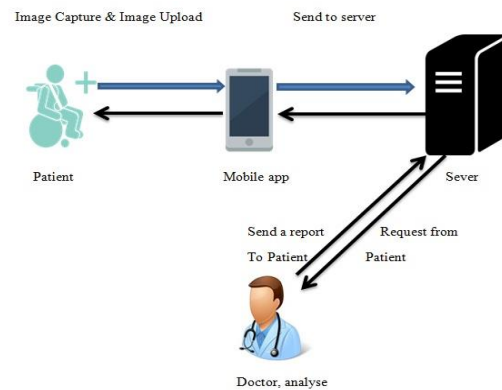 Image Capture & Image Upload
Send to server
Patient
Mobile app
Sever
Send a report
To Patient
Request from
Patient
Doctor, analyse